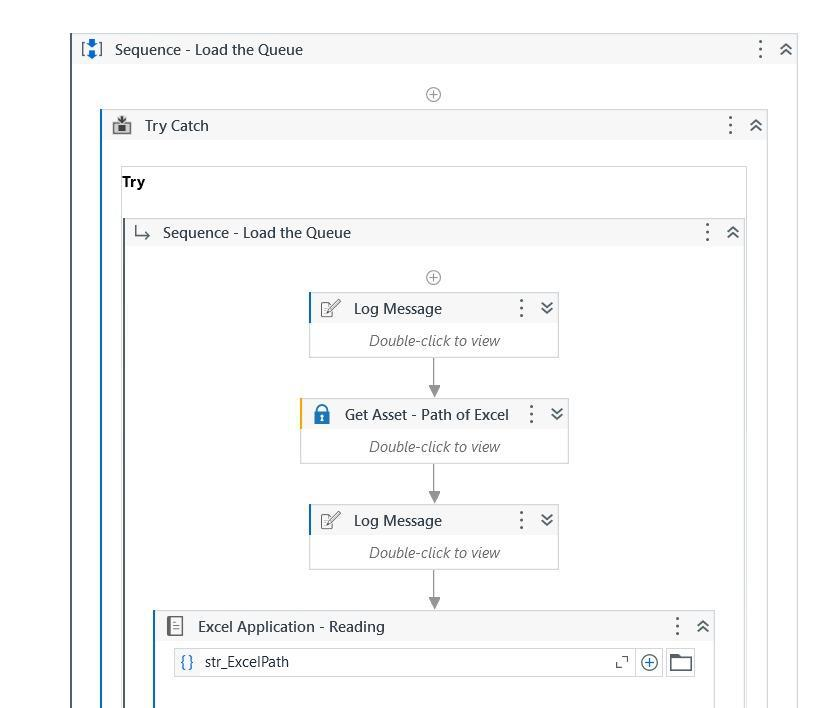 Sequence - Load the Queue
Try Catch
Try
Sequence - Load the Queue
Log Message
Double-click to view
Get Asset - Path of Excel
Double-click to view
Log Message
Double-click to view
Excel Application - Reading
{} str_ExcelPath